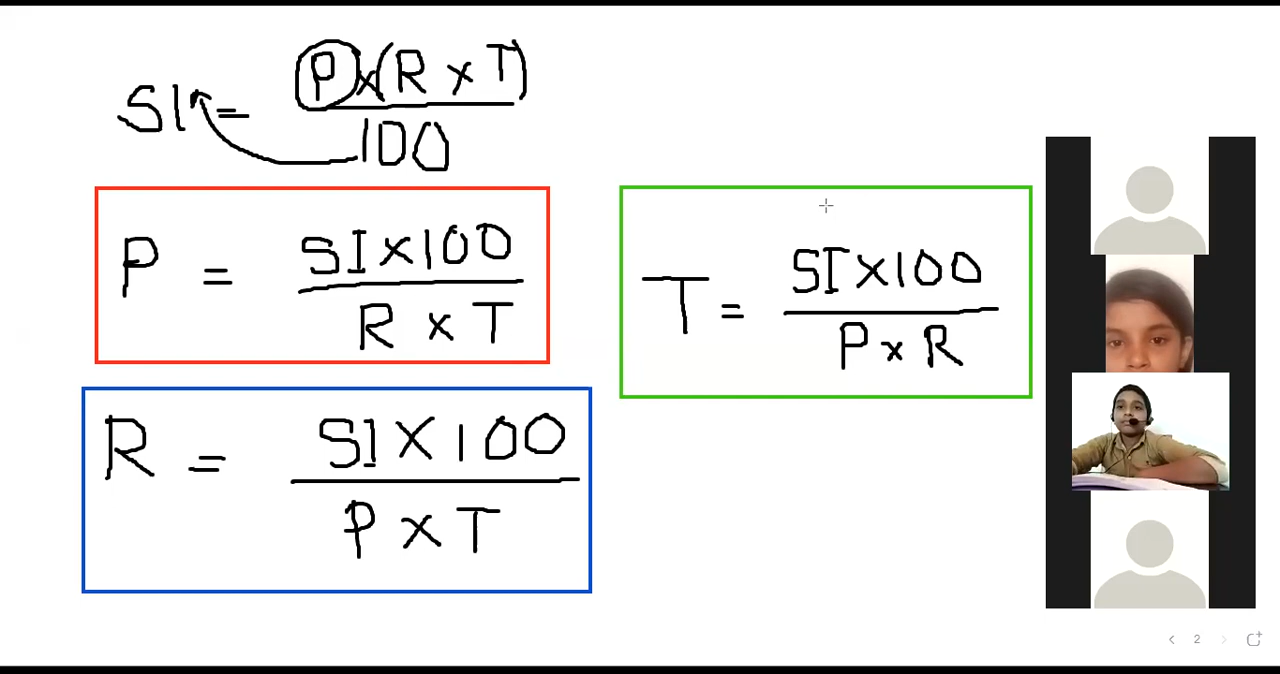 SI = P x (R x T)
100
P = SI x 100
R x T
T = SI x 100
P x R
R = SI X 100
P X T
2